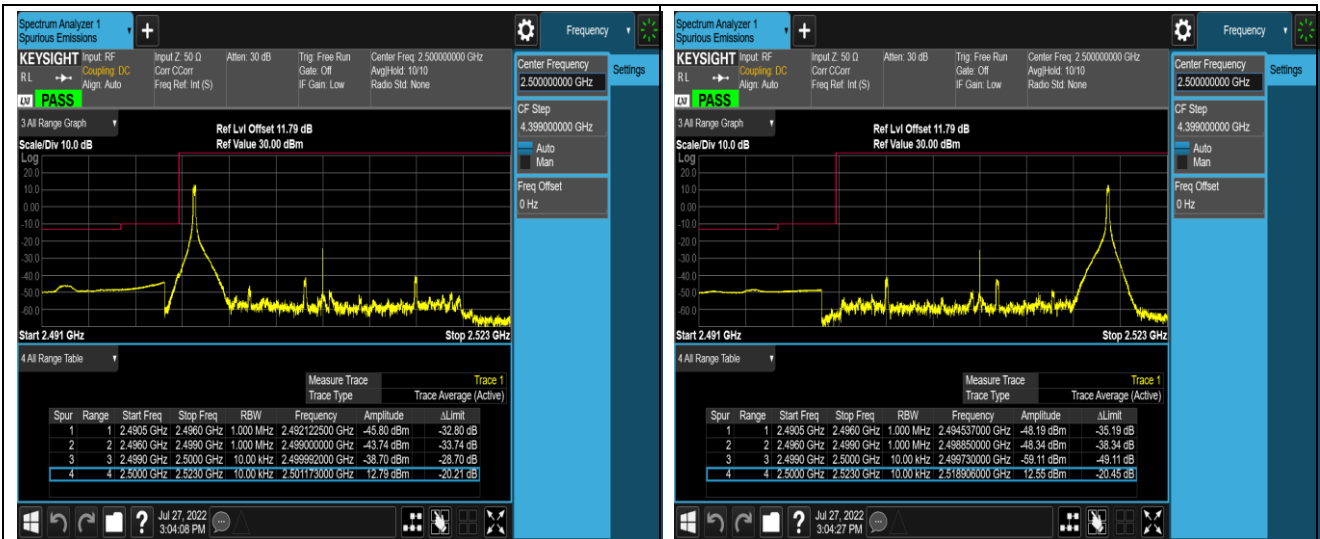 Spectrum Analyzer 1
Spurious Emissions
+
Frequency
KEYSIGHT Input: RF Input Z: 50 Ω Atten: 30 dB Trig: Free Run Center Freq: 2.500000000 GHz
R L Coupling: DC Corr CCorr Gate: Off Avg|Hold: 10/10
Align: Auto Freq Ref: Int (S) IF Gain: Low Radio Std: None
LXI PASS
Center Frequency
2.500000000 GHz
Settings
CF Step
4.399000000 GHz
Auto
Man
Freq Offset
0 Hz
3 All Range Graph
Ref Lvl Offset 11.79 dB
Scale/Div 10.0 dB Ref Value 30.00 dBm
Log
20.0
10.0
0.00
-10.0
-20.0
-30.0
-40.0
-50.0
-60.0
Start 2.491 GHz Stop 2.523 GHz
4 All Range Table
Measure Trace Trace 1
Trace Type Trace Average (Active)
Spur Range Start Freq Stop Freq RBW Frequency Amplitude ΔLimit
1 1 2.4905 GHz 2.4960 GHz 1.000 MHz 2.492122500 GHz -45.80 dBm -32.80 dB
2 2 2.4960 GHz 2.4990 GHz 1.000 MHz 2.499000000 GHz -43.74 dBm -33.74 dB
3 3 2.4990 GHz 2.5000 GHz 10.00 kHz 2.499992000 GHz -38.70 dBm -28.70 dB
4 4 2.5000 GHz 2.5230 GHz 10.00 kHz 2.501173000 GHz 12.79 dBm -20.21 dB
? Jul 27, 2022
3:04:08 PM
Spectrum Analyzer 1
Spurious Emissions
+
Frequency
KEYSIGHT Input: RF Input Z: 50 Ω Atten: 30 dB Trig: Free Run Center Freq: 2.500000000 GHz
R L Coupling: DC Corr CCorr Gate: Off Avg|Hold: 10/10
Align: Auto Freq Ref: Int (S) IF Gain: Low Radio Std: None
LXI PASS
Center Frequency
2.500000000 GHz
Settings
CF Step
4.399000000 GHz
Auto
Man
Freq Offset
0 Hz
3 All Range Graph
Ref Lvl Offset 11.79 dB
Scale/Div 10.0 dB Ref Value 30.00 dBm
Log
20.0
10.0
0.00
-10.0
-20.0
-30.0
-40.0
-50.0
-60.0
Start 2.491 GHz Stop 2.523 GHz
4 All Range Table
Measure Trace Trace 1
Trace Type Trace Average (Active)
Spur Range Start Freq Stop Freq RBW Frequency Amplitude ΔLimit
1 1 2.4905 GHz 2.4960 GHz 1.000 MHz 2.494537000 GHz -48.19 dBm -35.19 dB
2 2 2.4960 GHz 2.4990 GHz 1.000 MHz 2.498850000 GHz -48.34 dBm -38.34 dB
3 3 2.4990 GHz 2.5000 GHz 10.00 kHz 2.499730000 GHz -59.11 dBm -49.11 dB
4 4 2.5000 GHz 2.5230 GHz 10.00 kHz 2.518906000 GHz 12.55 dBm -20.45 dB
? Jul 27, 2022
3:04:27 PM